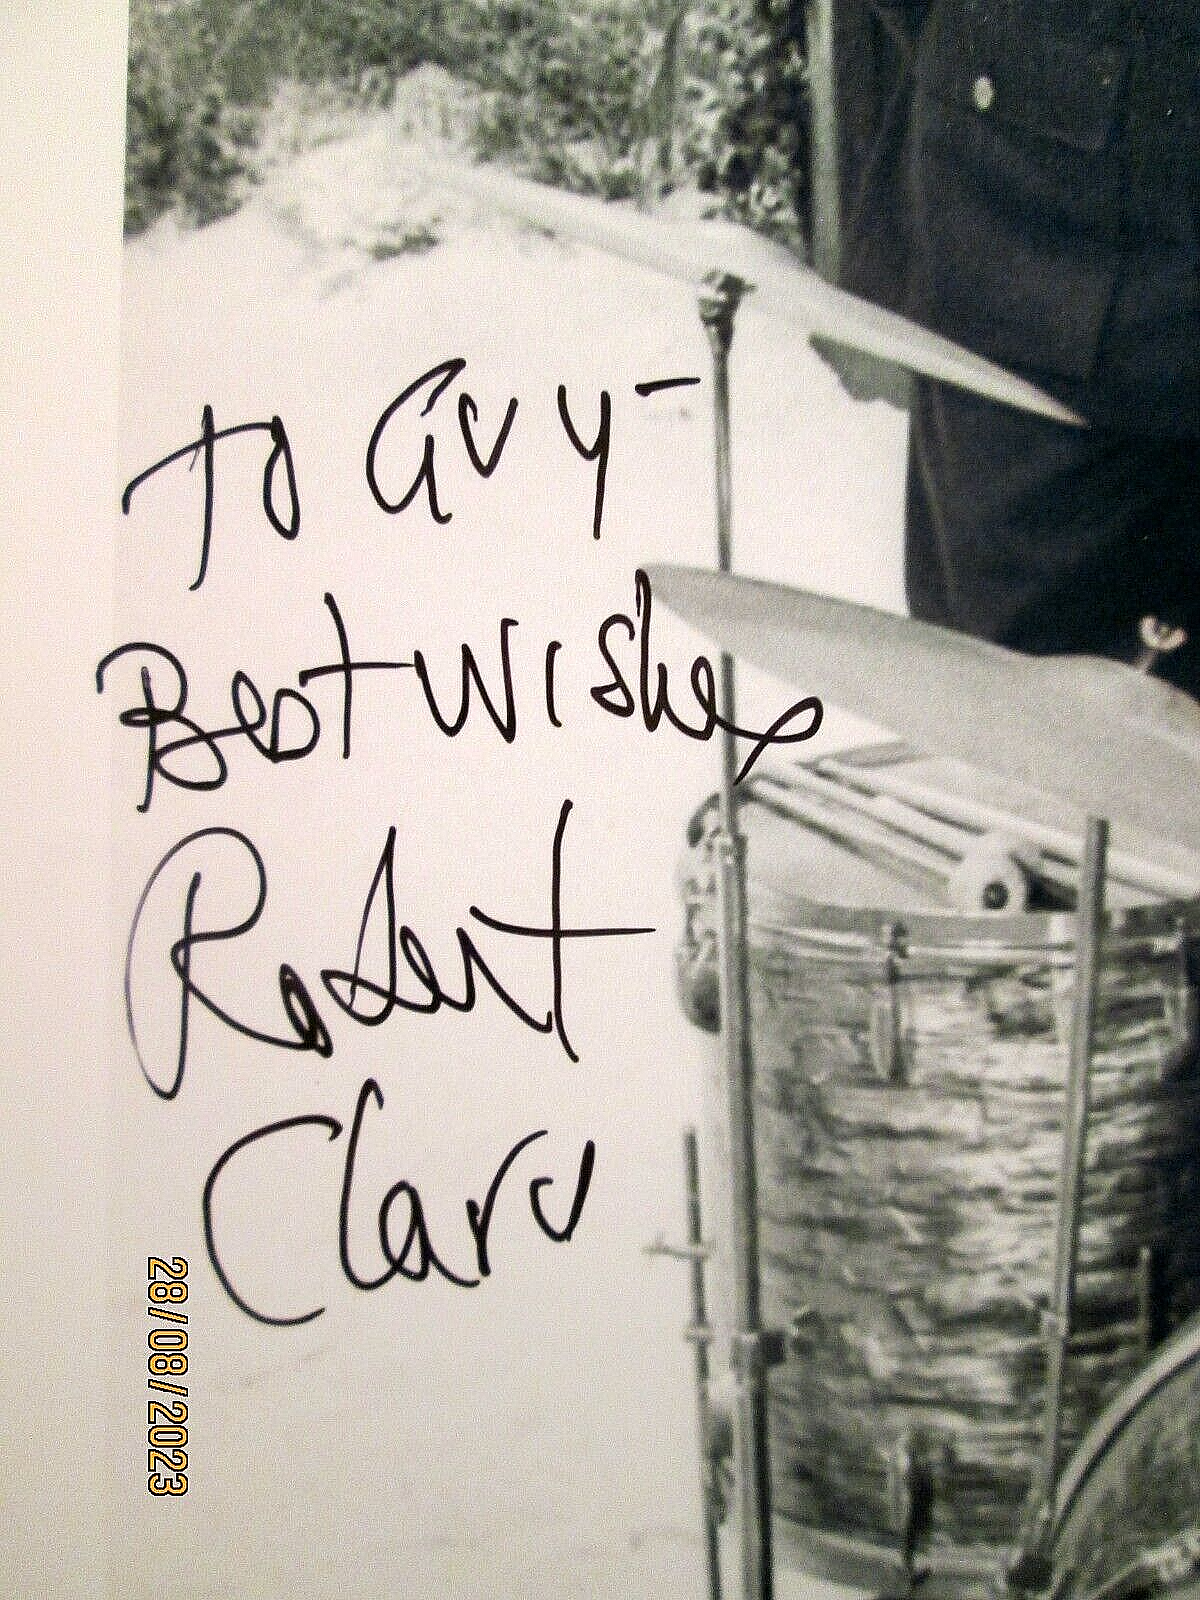 To Guy-
Best Wishes
Robert
Clary
28/08/2023